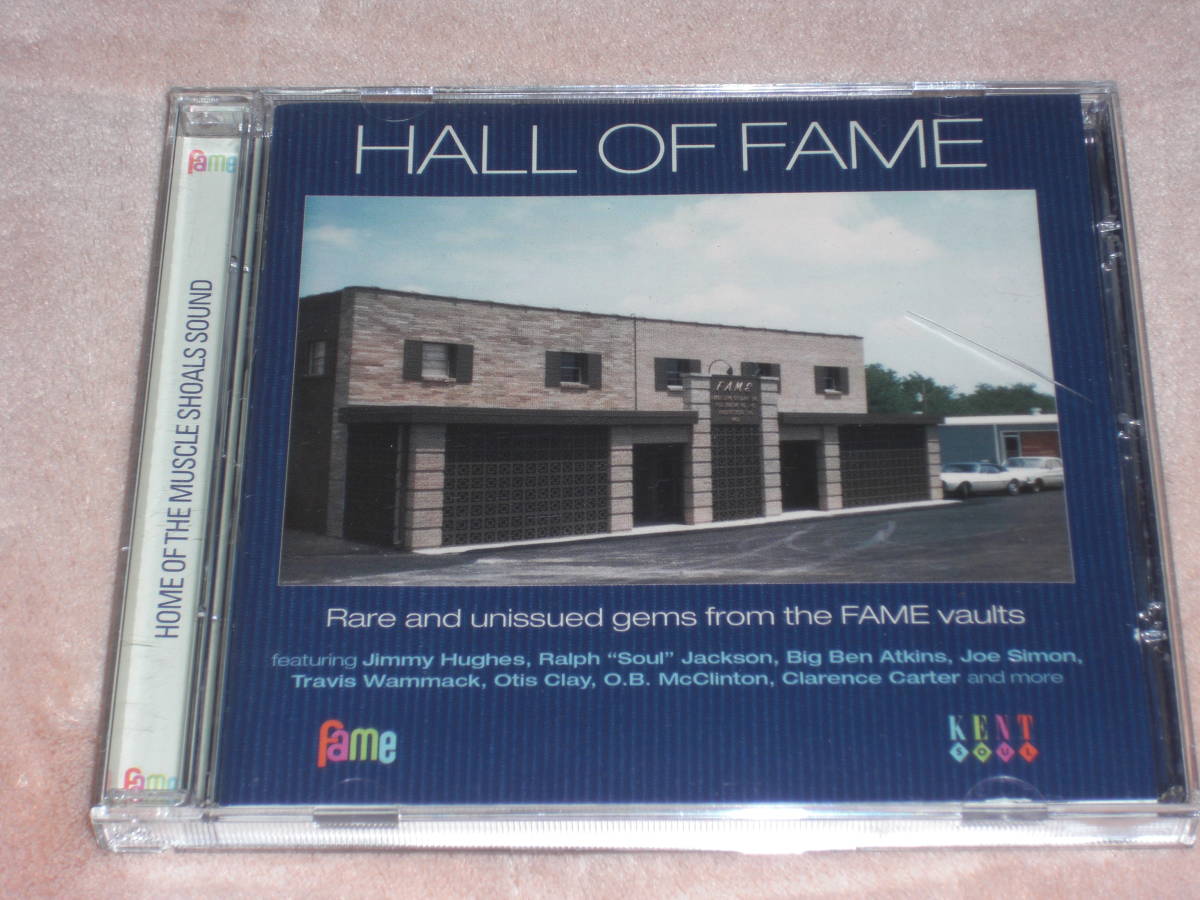 HALL OF FAME
FAME
Rare and unissued gems from the FAME vaults
featuring Jimmy Hughes, Ralph “Soul” Jackson, Big Ben Atkins, Joe Simon,
Travis Wammack, Otis Clay, O.B. McClinton, Clarence Carter and more
fame
KENT
SOUL
fame
HOME OF THE MUSCLE SHOALS SOUND
fame